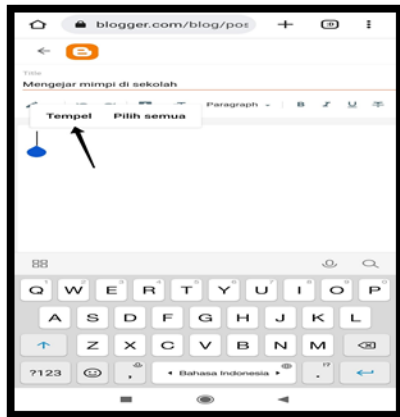 blogger.com/blog/pos
Title
Mengejar mimpi di sekolah
Paragraph
B I U
Tempel Pilih semua
Q W E R T Y U I O P
A S D F G H J K L
Z X C V B N M
?123 , Bahasa Indonesia .